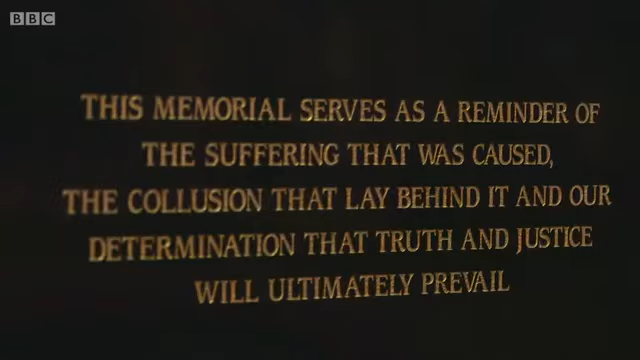 BBC
THIS MEMORIAL SERVES AS A REMINDER OF
THE SUFFERING THAT WAS CAUSED,
THE COLLUSION THAT LAY BEHIND IT AND OUR
DETERMINATION THAT TRUTH AND JUSTICE
WILL ULTIMATELY PREVAIL